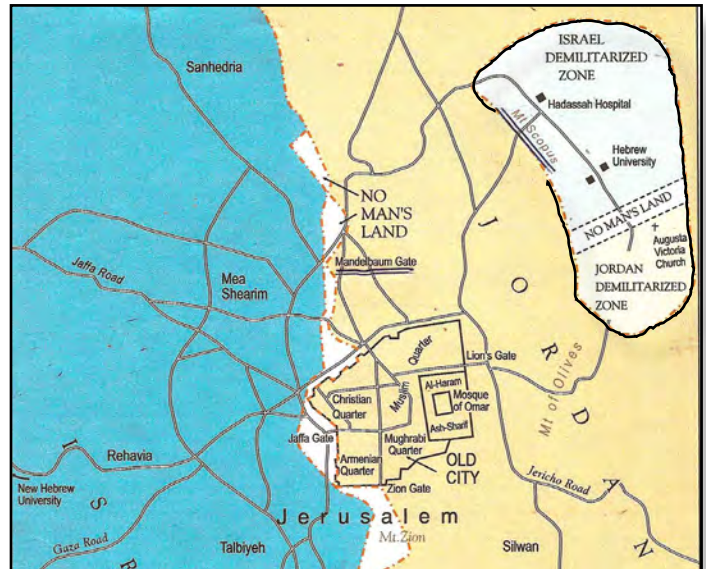 Sanhedria
ISRAEL
DEMILITARIZED
ZONE
Hadassah Hospital
Mt Scopus
Hebrew
University
NO MAN'S LAND
Augusta
Victoria
Church
JORDAN
DEMILITARIZED
ZONE
NO
MAN'S
LAND
Mandelbaum Gate
Jaffa Road
Mea
Shearim
JORDAN
Mt of Olives
Lion's Gate
Muslim Quarter
Christian
Quarter
Al-Haram
Mosque
of Omar
Ash-Sharif
Jaffa Gate
Mughrabi
Quarter
Armenian
Quarter
OLD
CITY
Zion Gate
Rehavia
New Hebrew
University
I
S
R
Jericho Road
Jerusalem
Mt. Zion
Gaza Road
Talbiyeh
Silwan